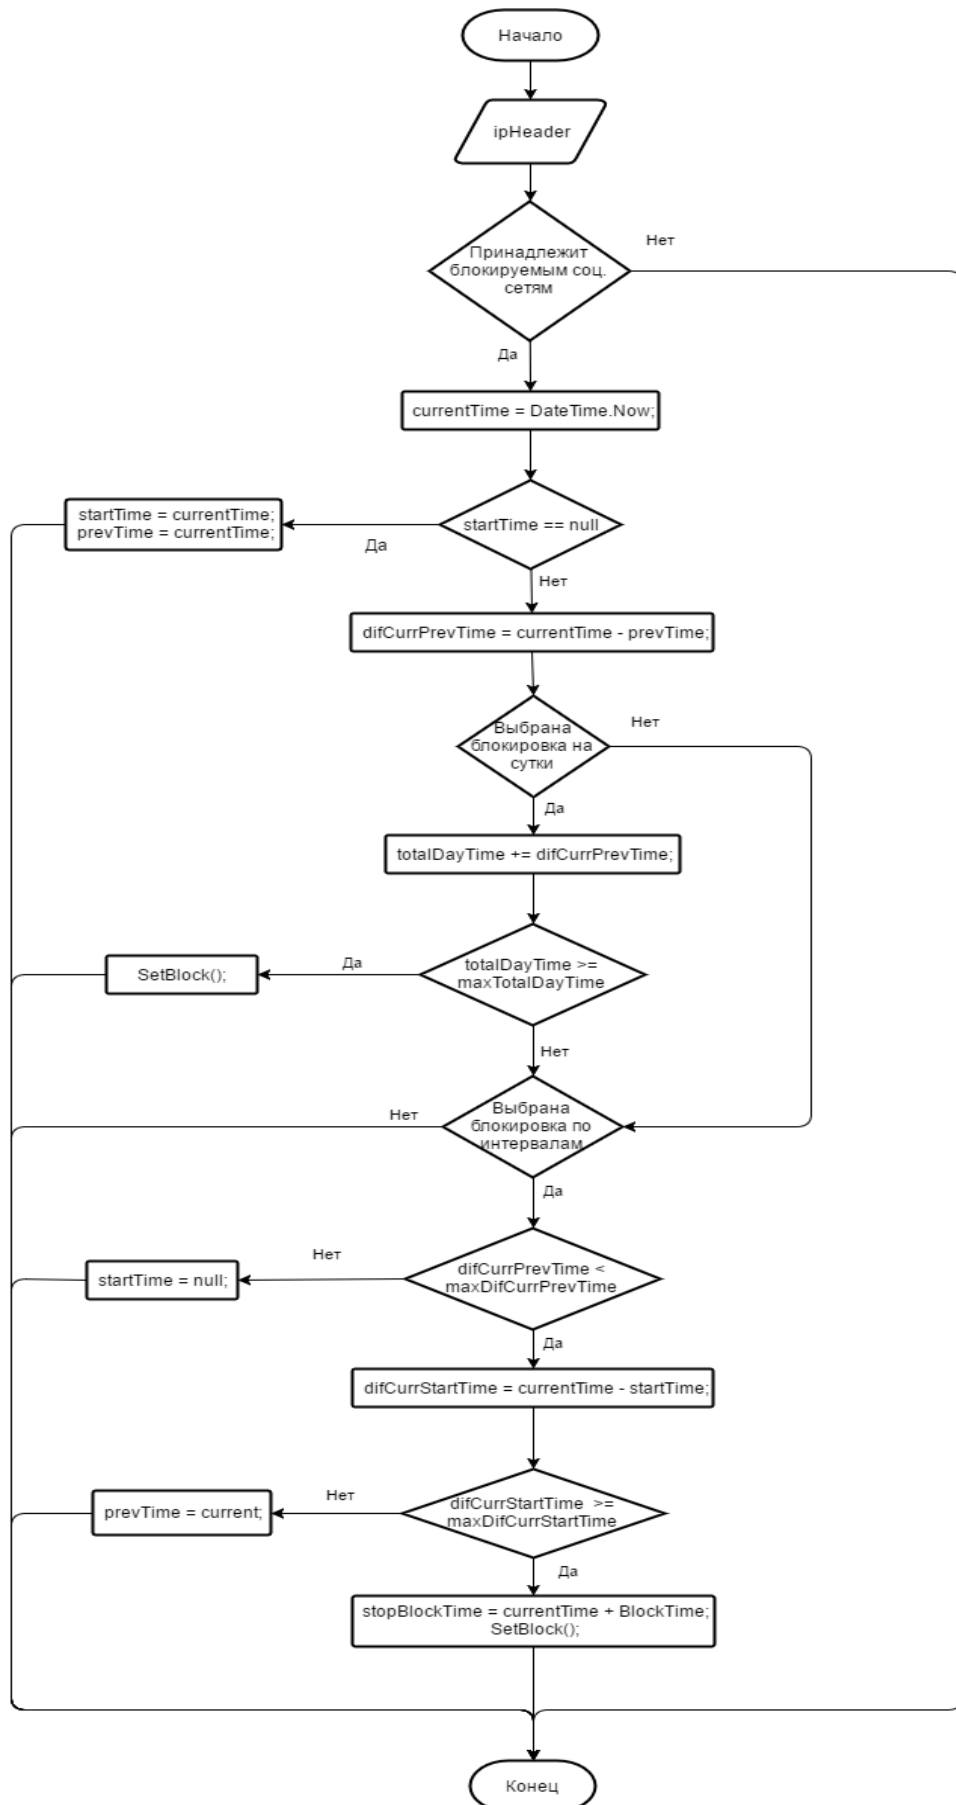 Начало
ipHeader
Принадлежит
блокируемым соц.
сетям
Нет
Да
currentTime = DateTime.Now;
startTime == null
Да
startTime = currentTime;
prevTime = currentTime;
Нет
difCurrPrevTime = currentTime - prevTime;
Выбрана
блокировка на
сутки
Нет
Да
totalDayTime += difCurrPrevTime;
totalDayTime >=
maxTotalDayTime
Да
SetBlock();
Нет
Выбрана
блокировка по
интервалам
Нет
Да
difCurrPrevTime <
maxDifCurrPrevTime
Нет
startTime = null;
Да
difCurrStartTime = currentTime - startTime;
difCurrStartTime >=
maxDifCurrStartTime
Нет
prevTime = current;
Да
stopBlockTime = currentTime + BlockTime;
SetBlock();
Конец